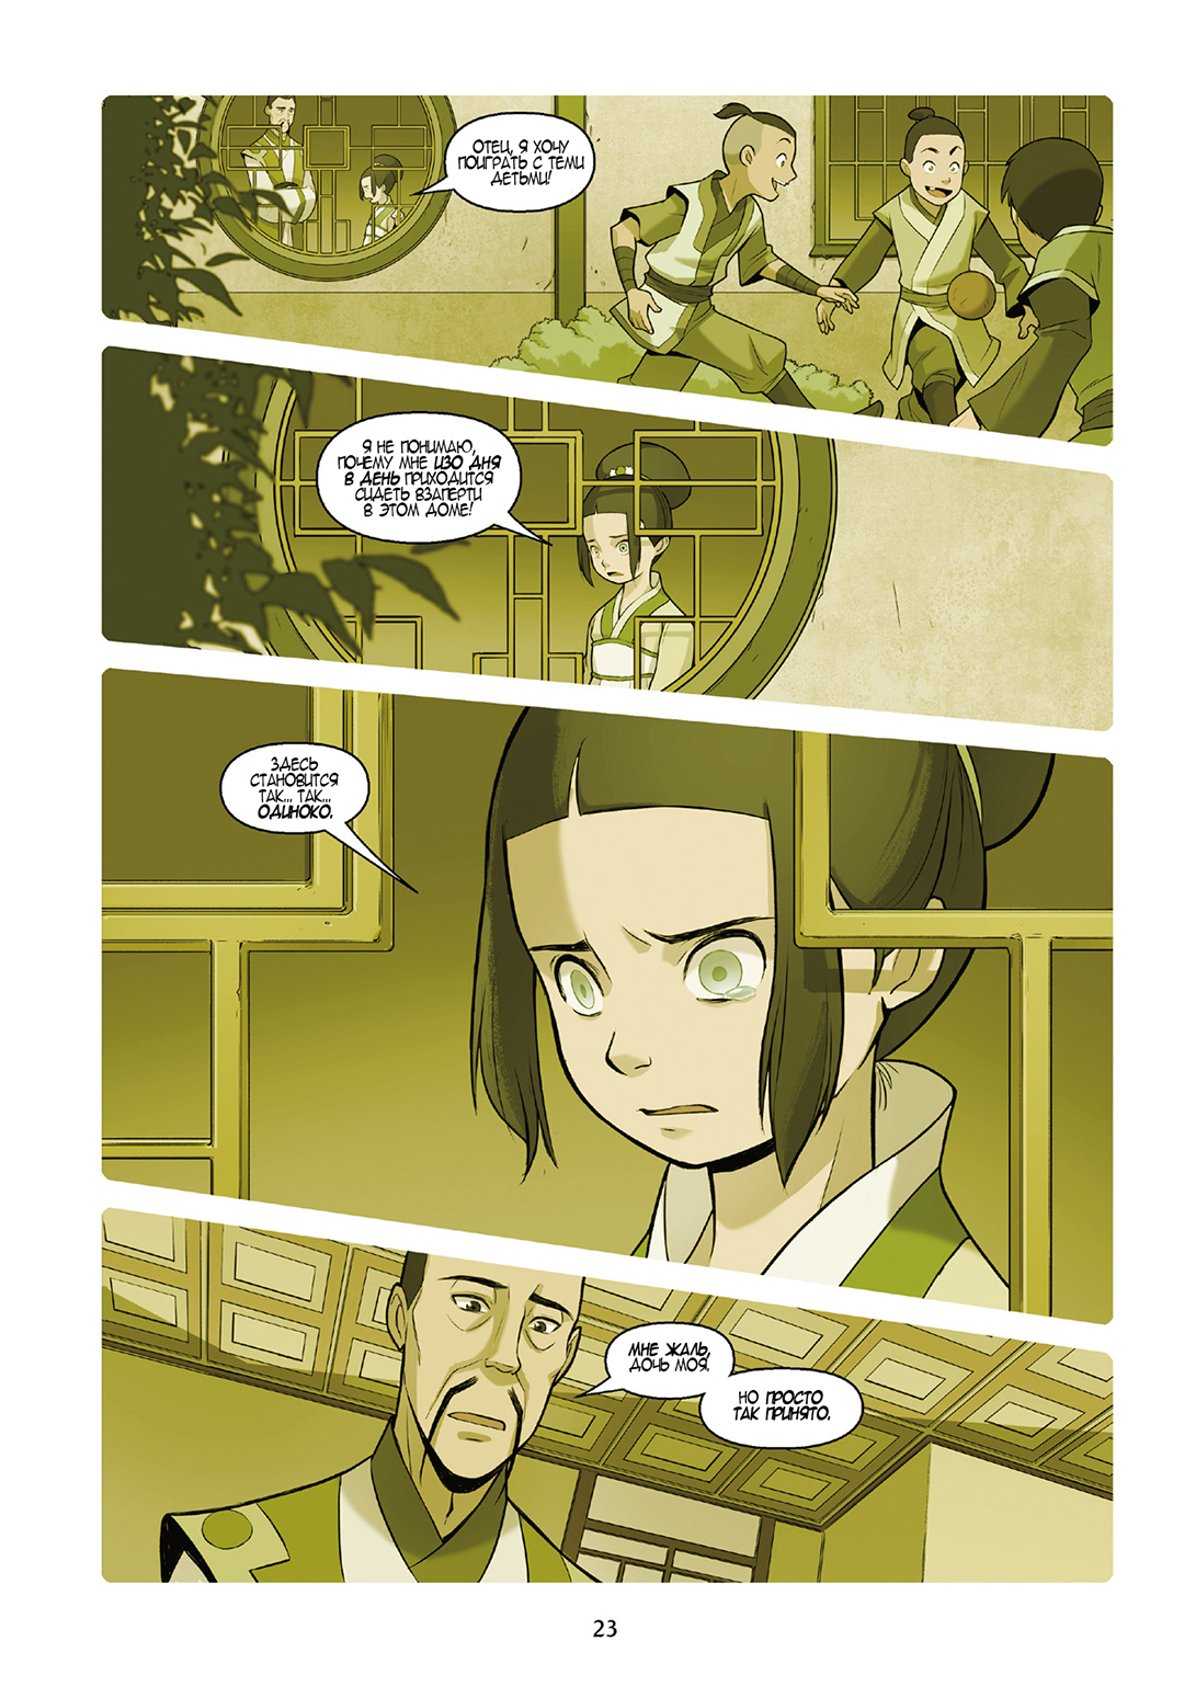 Отец, я хочу
поиграть с теми
детьми!
Я не понимаю,
почему мне изо дня
в день приходится
сидеть взаперти
в этом доме!
Здесь
становится
так... так...
одиноко.
Мне жаль,
дочь моя.
Но просто
так принято.
23